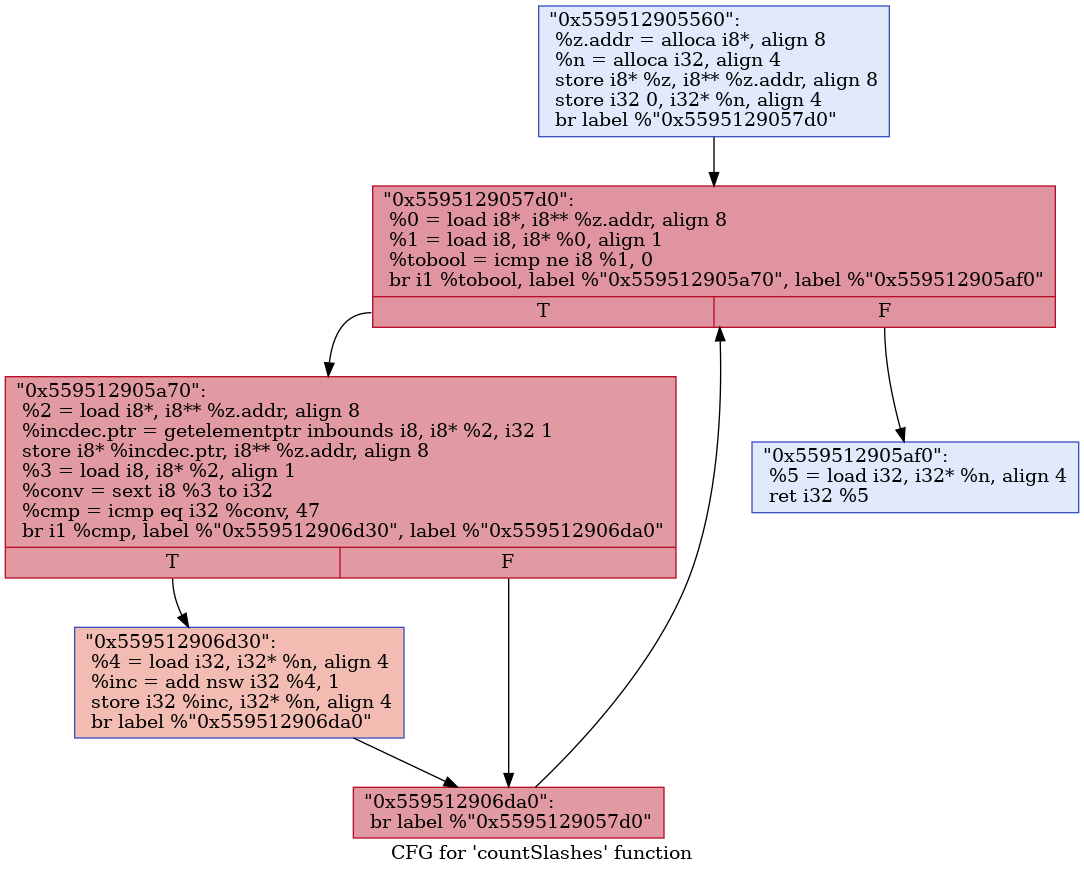 "0x559512905560":
%z.addr = alloca i8*, align 8
%n = alloca i32, align 4
store i8* %z, i8** %z.addr, align 8
store i32 0, i32* %n, align 4
br label %"0x5595129057d0"
"0x5595129057d0":
%0 = load i8*, i8** %z.addr, align 8
%1 = load i8, i8* %0, align 1
%tobool = icmp ne i8 %1, 0
br i1 %tobool, label %"0x559512905a70", label %"0x559512905af0"
T
F
"0x559512905a70":
%2 = load i8*, i8** %z.addr, align 8
%incdec.ptr = getelementptr inbounds i8, i8* %2, i32 1
store i8* %incdec.ptr, i8** %z.addr, align 8
%3 = load i8, i8* %2, align 1
%conv = sext i8 %3 to i32
%cmp = icmp eq i32 %conv, 47
br i1 %cmp, label %"0x559512906d30", label %"0x559512906da0"
T
F
"0x559512905af0":
%5 = load i32, i32* %n, align 4
ret i32 %5
"0x559512906d30":
%4 = load i32, i32* %n, align 4
%inc = add nsw i32 %4, 1
store i32 %inc, i32* %n, align 4
br label %"0x559512906da0"
"0x559512906da0":
br label %"0x5595129057d0"
CFG for 'countSlashes' function